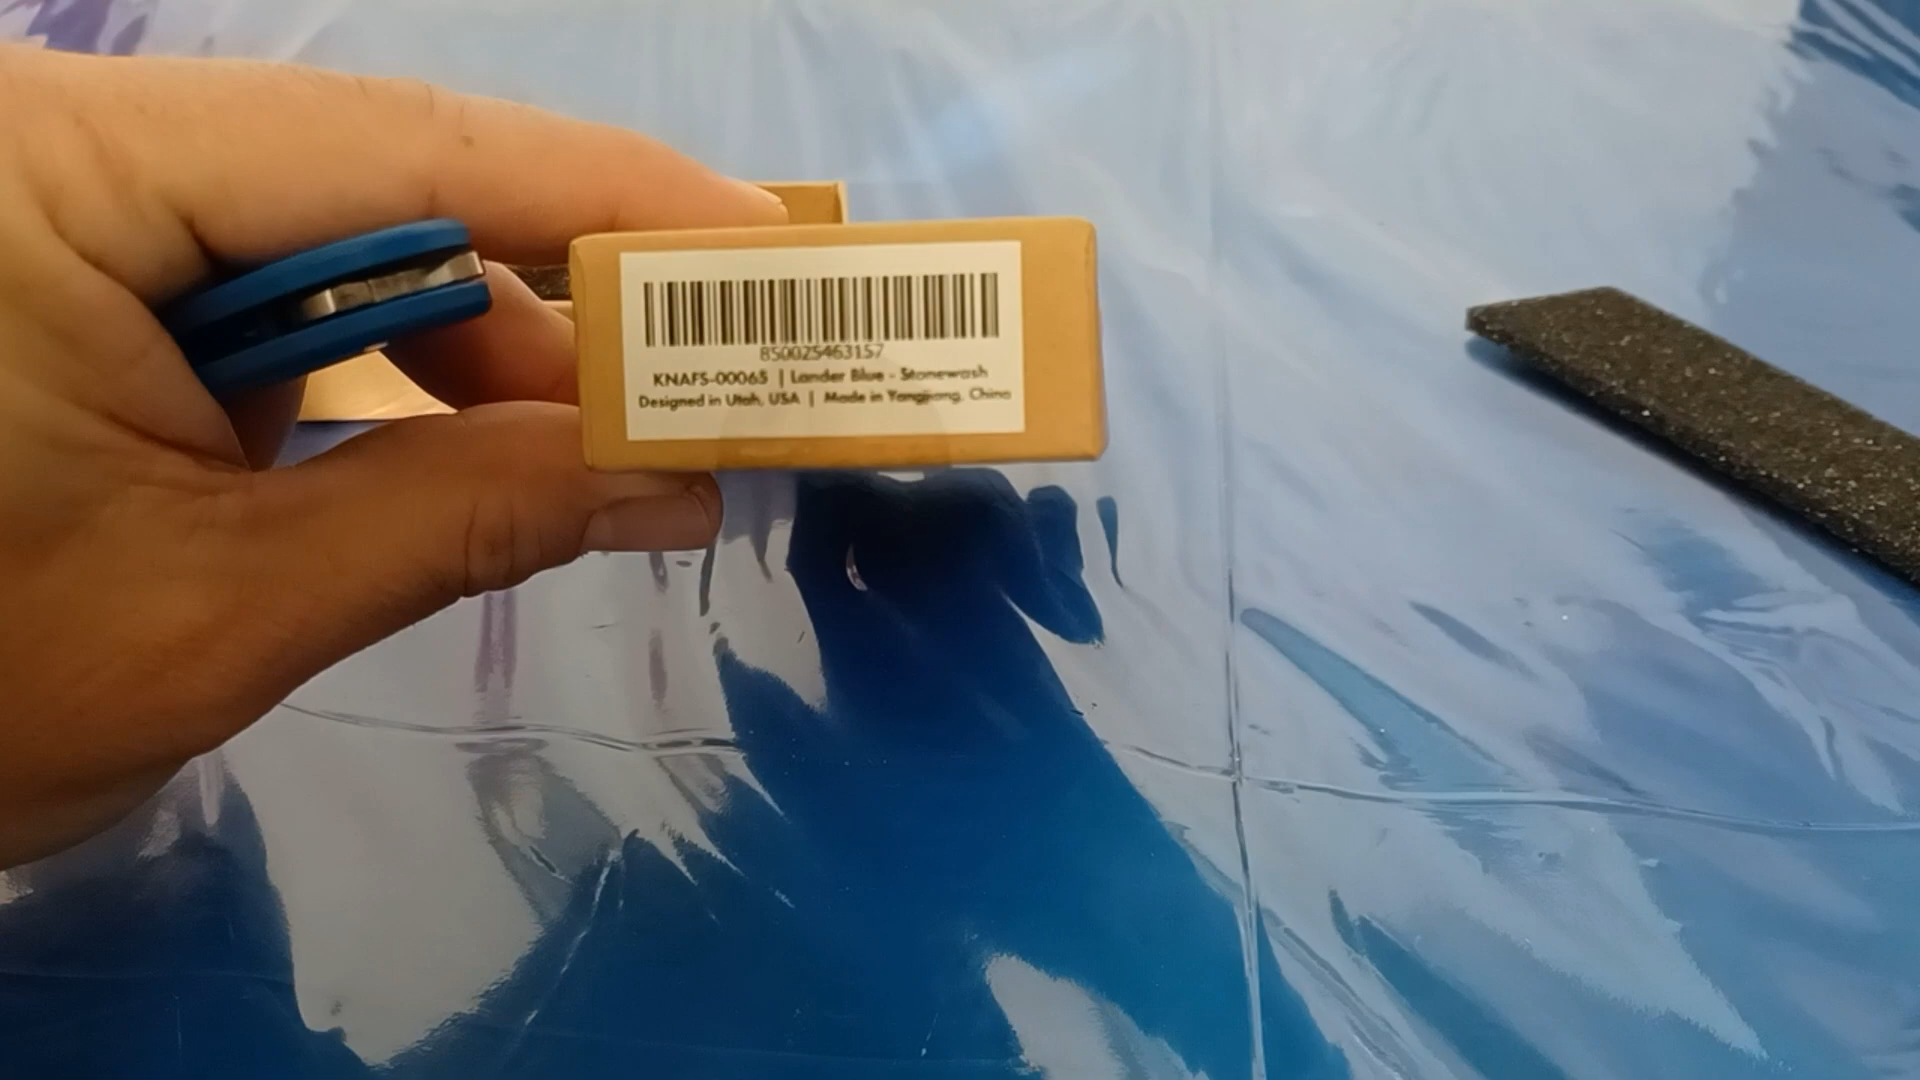 850025463157
KNAFS-00065 | Lander Blue - Stonewash
Designed in Utah, USA | Made in Yangjiang, China